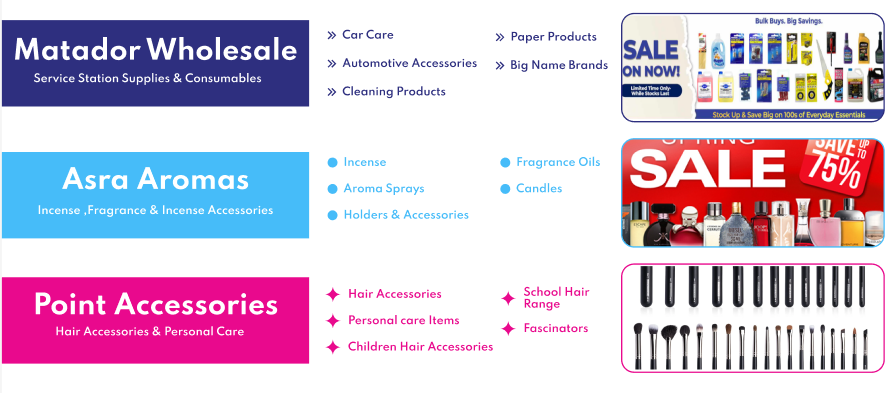 Matador Wholesale
Service Station Supplies & Consumables
Car Care
Automotive Accessories
Cleaning Products
Paper Products
Big Name Brands
Bulk Buys. Big Savings.
SALE
ON NOW!
Limited Time Only-
While Stocks Last
Stock Up & Save Big on 100s of Everyday Essentials
Asra Aromas
Incense ,Fragrance & Incense Accessories
Incense
Aroma Sprays
Holders & Accessories
Fragrance Oils
Candles
SPRING
SALE
SAVE UP
TO
75%
Point Accessories
Hair Accessories & Personal Care
Hair Accessories
Personal care Items
Children Hair Accessories
School Hair
Range
Fascinators